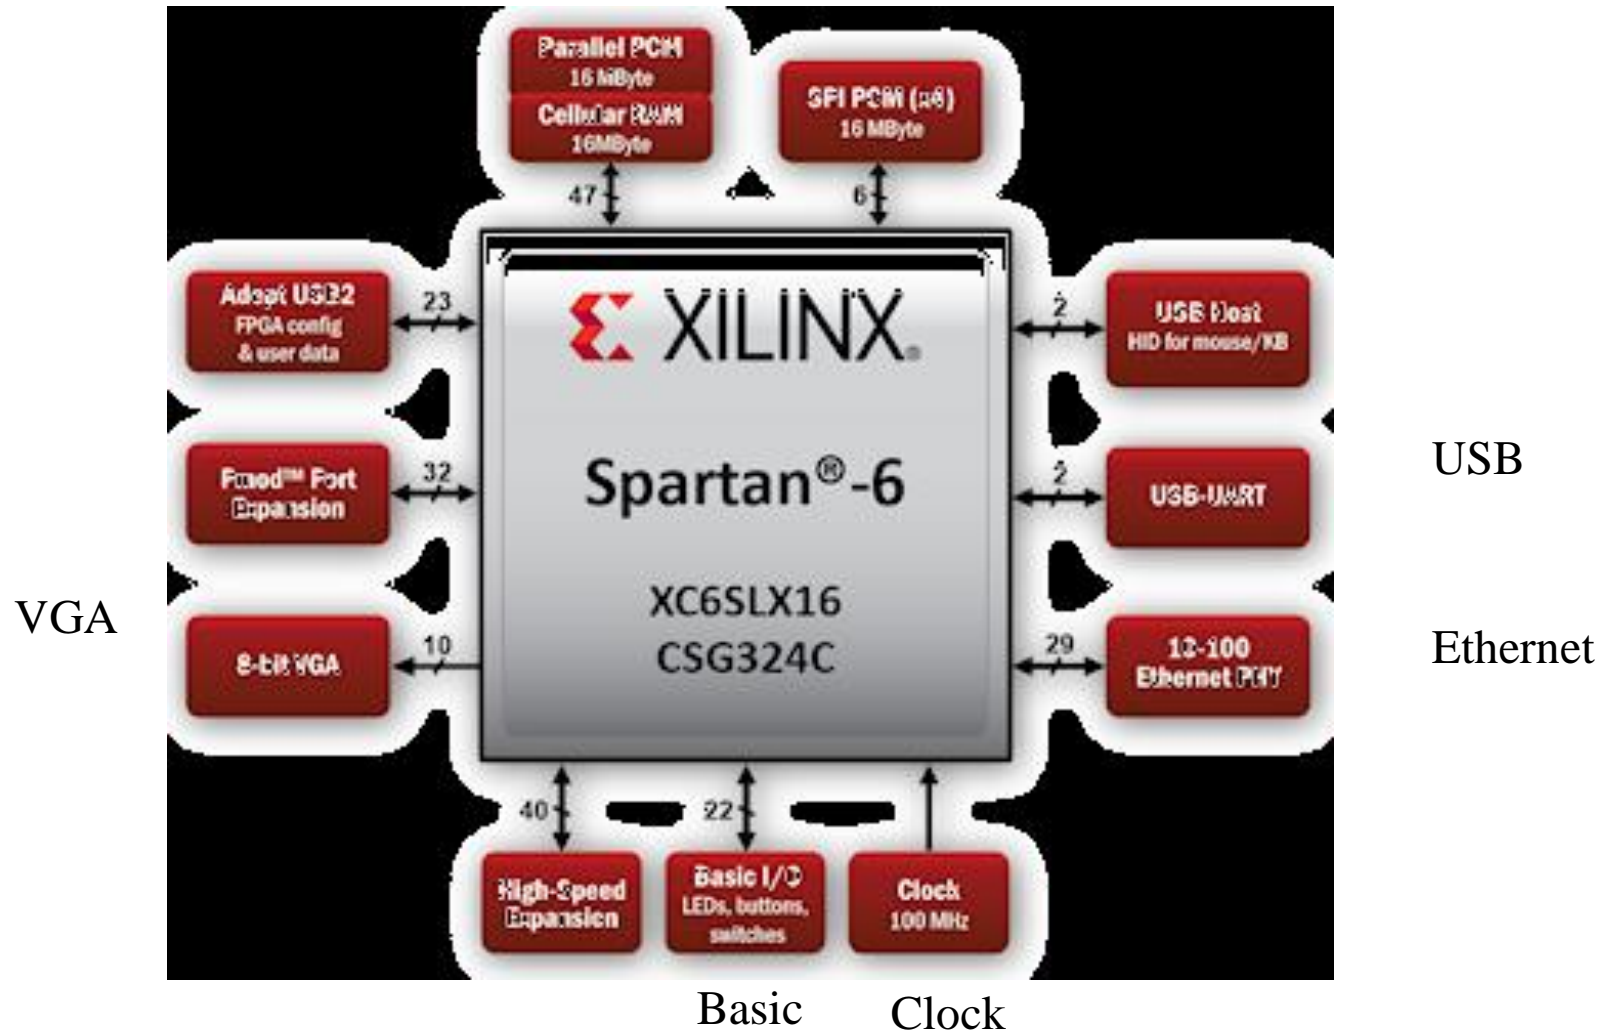 Parallel PCM
16 MByte
Cellular RAM
16MByte
SPI PCM (x4)
16 MByte
47
6
Adept USB2
FPGA config
& user data
23
XILINX®
2
USB Host
HID for mouse/KB
Pmod™ Port
Expansion
32
Spartan®-6
2
USB-UART
USB
VGA
8-bit VGA
10
XC6SLX16
CSG324C
29
10-100
Ethernet PHY
Ethernet
40
22
High-Speed
Expansion
Basic I/O
LEDs, buttons,
switches
Clock
100 MHz
Basic
Clock